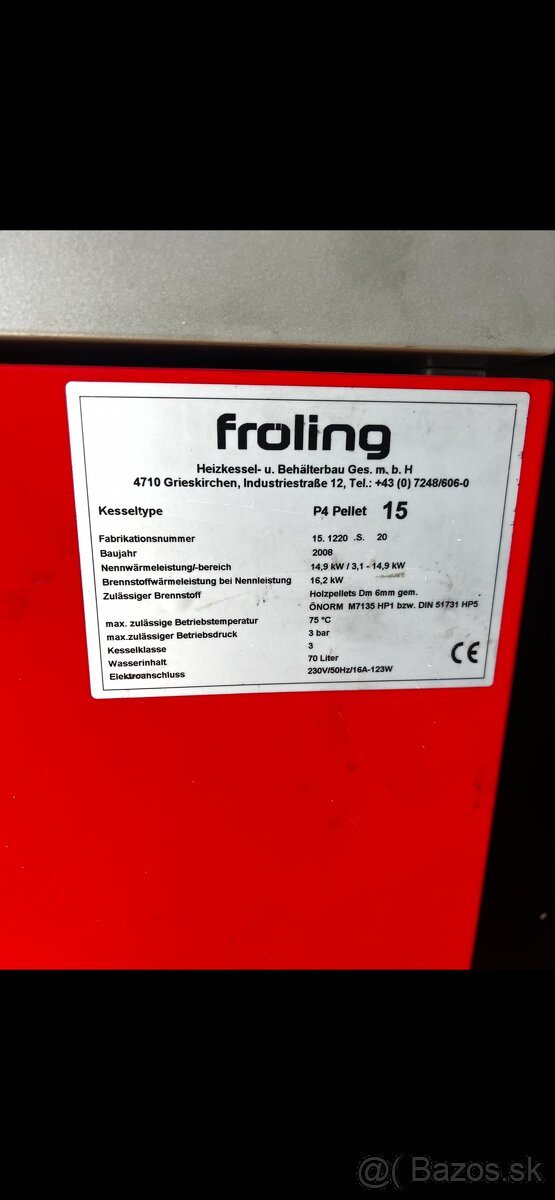 froling
Heizkessel- u. Behälterbau Ges. m. b. H
4710 Grieskirchen, Industriestraße 12, Tel.: +43 (0) 7248/606-0
Kesseltype P4 Pellet 15
Fabrikationsnummer 15. 1220 .S. 20
Baujahr 2008
Nennwärmeleistung/-bereich 14,9 kW / 3,1 - 14,9 kW
Brennstoffwärmeleistung bei Nennleistung 16,2 kW
Zulässiger Brennstoff Holzpellets Dm 6mm gem.
ÖNORM M7135 HP1 bzw. DIN 51731 HP5
max. zulässige Betriebstemperatur 75 °C
max.zulässiger Betriebsdruck 3 bar
Kesselklasse 3
Wasserinhalt 70 Liter
Elektroanschluss 230V/50Hz/16A-123W
CE
@( Bazos.sk